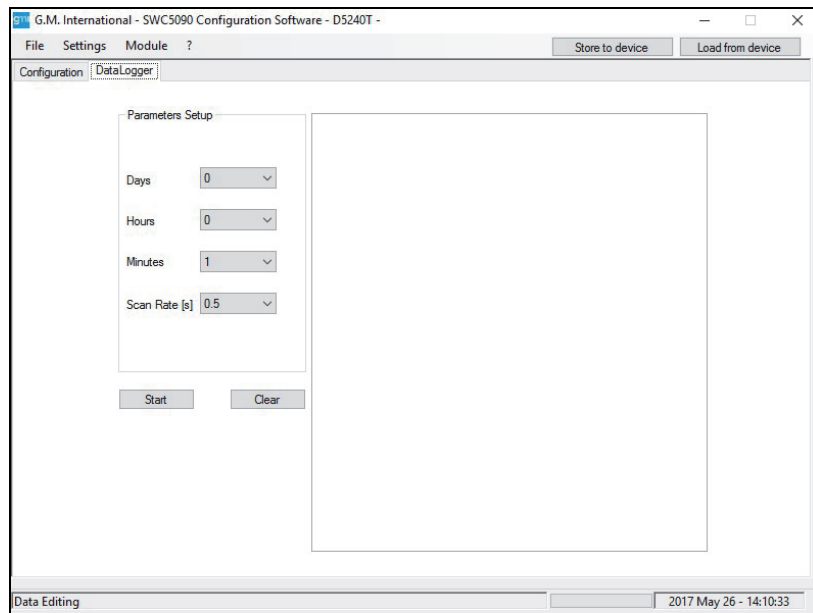 gmi G.M. International - SWC5090 Configuration Software - D5240T -
File Settings Module ? Store to device Load from device
Configuration DataLogger
Parameters Setup
Days 0
Hours 0
Minutes 1
Scan Rate [s] 0.5
Start Clear
Data Editing 2017 May 26 - 14:10:33